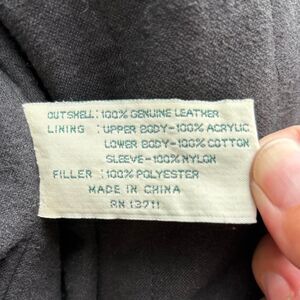 OUTSHELL: 100% GENUINE LEATHER
LINING : UPPER BODY-100% ACRYLIC
LOWER BODY-100% COTTON
SLEEVE-100% NYLON
FILLER: 100% POLYESTER
MADE IN CHINA
RN 13711